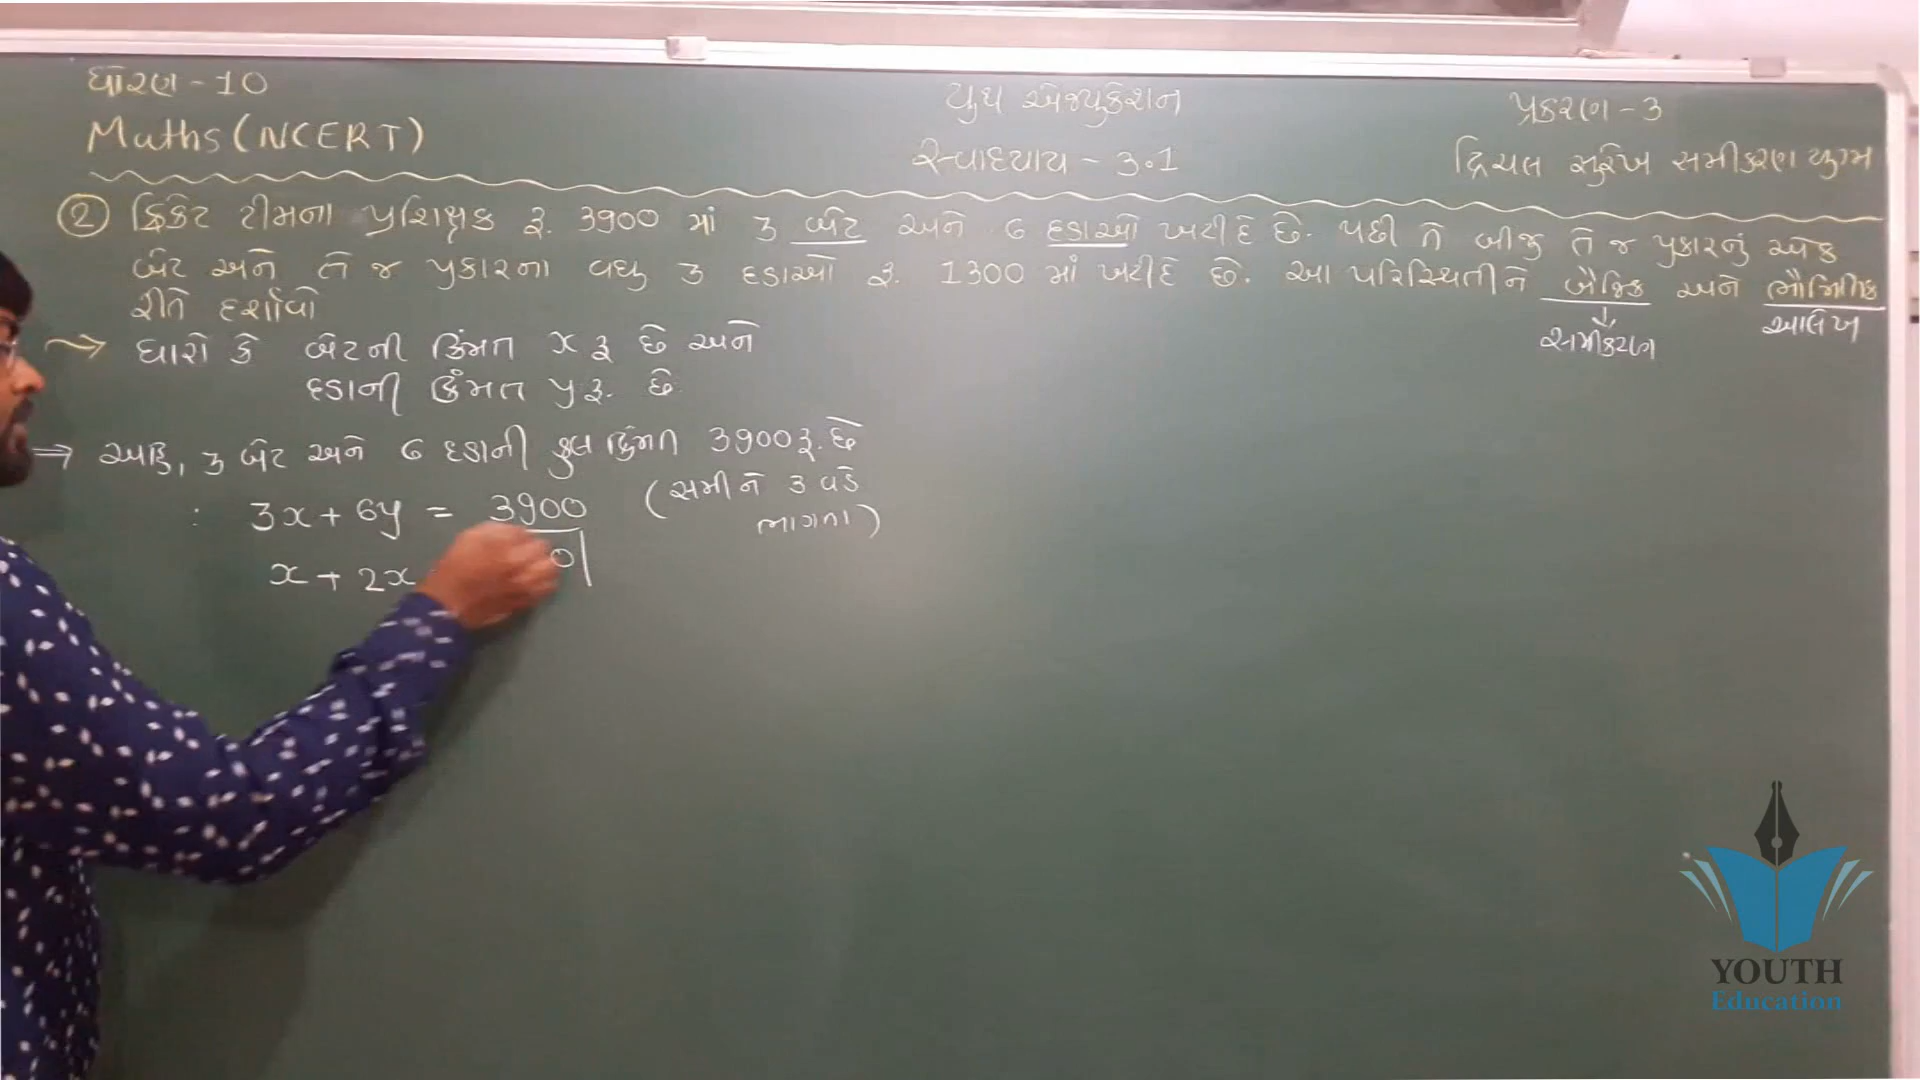 ધોરણ - 10
Maths (NCERT)
યુથ એજ્યુકેશન
સ્વાધ્યાય - 3.1
પ્રકરણ - 3
દ્વિચલ સુરેખ સમીકરણ યુગ્મ
② ક્રિકેટ ટીમના પ્રશિક્ષક રૂ. 3900 માં 3 બેટ અને 6 દડાઓ ખરીદે છે. પછી તે બીજુ તે જ પ્રકારનું એક
બેટ અને તે જ પ્રકારના વધુ 3 દડાઓ રૂ. 1300 માં ખરીદે છે. આ પરિસ્થિતીને બૈજિક અને ભૌમિતિક
રીતે દર્શાવો
સમીકરણ
આલેખ
ધારો કે બેટની કિંમત x રૂ છે અને
દડાની કિંમત y રૂ. છે
⇒ અહિં, 3 બેટ અને 6 દડાની કુલ કિંમત 3900 રૂ. છે
: 3x + 6y = 3900 (સમીને 3 વડે
ભાગતા)
x + 2x
0
YOUTH
Education